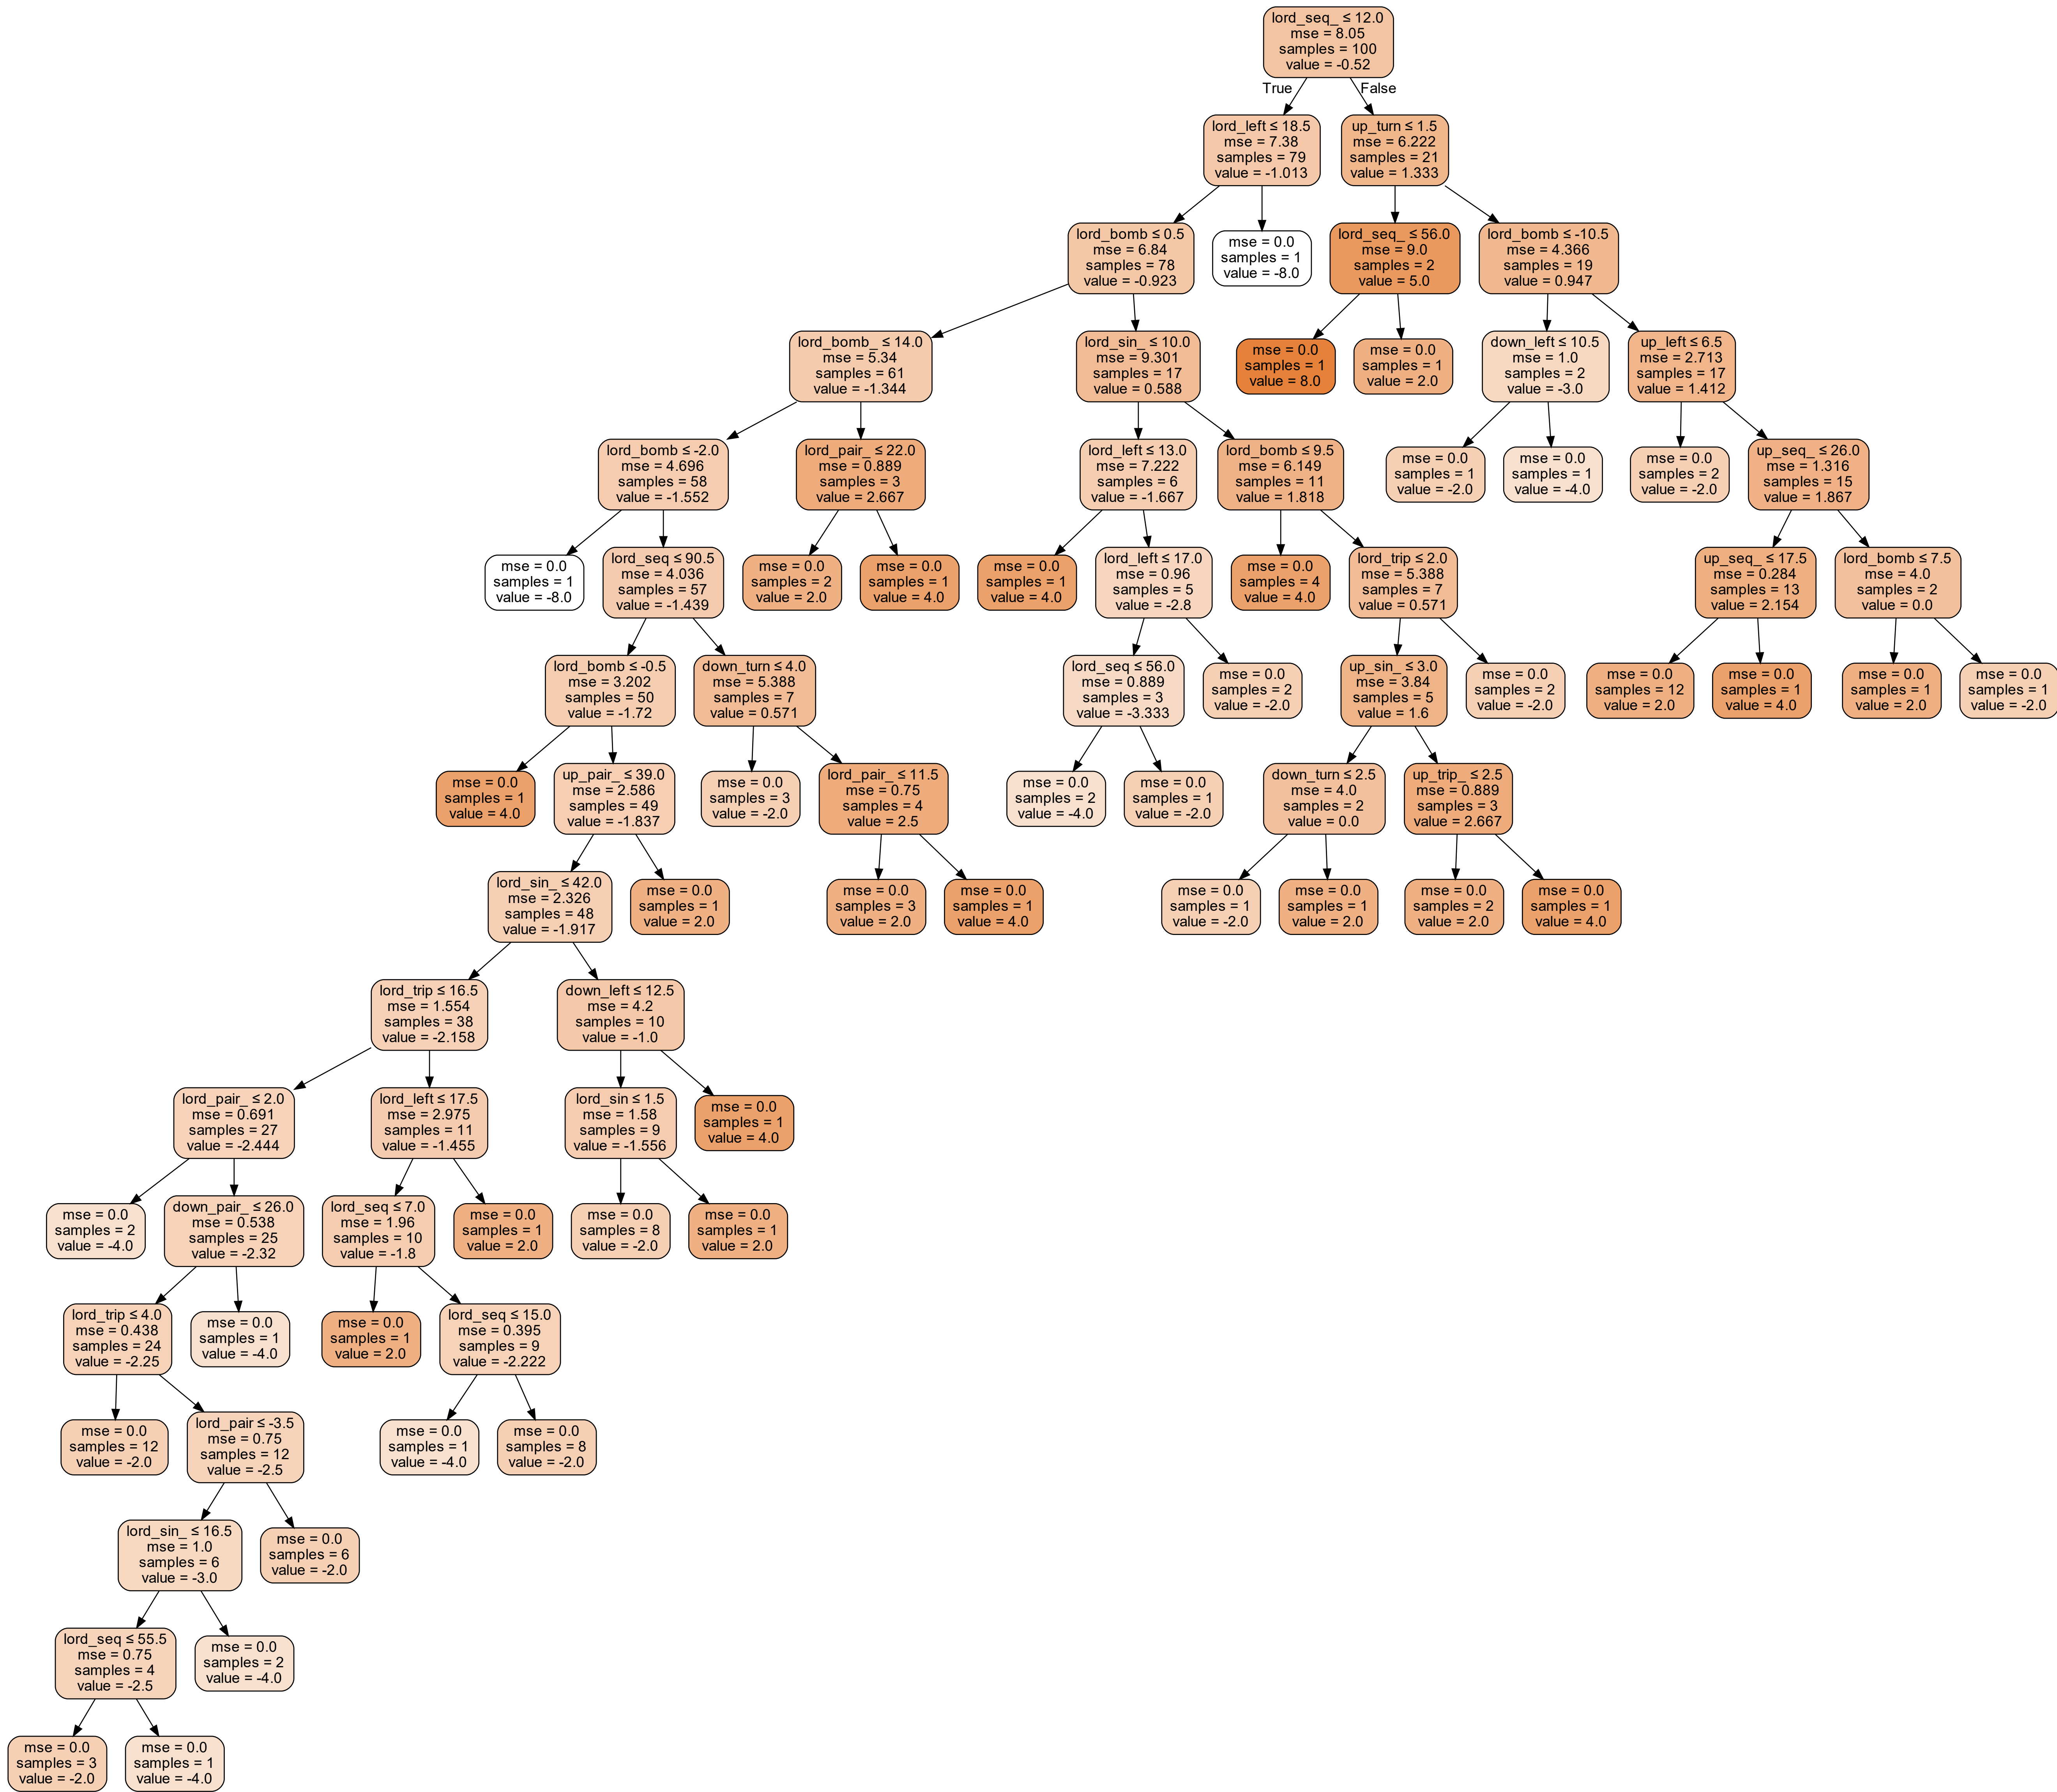 lord_seq_ ≤ 12.0
mse = 8.05
samples = 100
value = -0.52
True
False
lord_left ≤ 18.5
mse = 7.38
samples = 79
value = -1.013
up_turn ≤ 1.5
mse = 6.222
samples = 21
value = 1.333
lord_bomb ≤ 0.5
mse = 6.84
samples = 78
value = -0.923
mse = 0.0
samples = 1
value = -8.0
lord_seq_ ≤ 56.0
mse = 9.0
samples = 2
value = 5.0
lord_bomb ≤ -10.5
mse = 4.366
samples = 19
value = 0.947
lord_bomb_ ≤ 14.0
mse = 5.34
samples = 61
value = -1.344
lord_sin_ ≤ 10.0
mse = 9.301
samples = 17
value = 0.588
mse = 0.0
samples = 1
value = 8.0
mse = 0.0
samples = 1
value = 2.0
down_left ≤ 10.5
mse = 1.0
samples = 2
value = -3.0
up_left ≤ 6.5
mse = 2.713
samples = 17
value = 1.412
lord_bomb ≤ -2.0
mse = 4.696
samples = 58
value = -1.552
lord_pair_ ≤ 22.0
mse = 0.889
samples = 3
value = 2.667
lord_left ≤ 13.0
mse = 7.222
samples = 6
value = -1.667
lord_bomb ≤ 9.5
mse = 6.149
samples = 11
value = 1.818
mse = 0.0
samples = 1
value = -2.0
mse = 0.0
samples = 1
value = -4.0
mse = 0.0
samples = 2
value = -2.0
up_seq_ ≤ 26.0
mse = 1.316
samples = 15
value = 1.867
mse = 0.0
samples = 1
value = -8.0
lord_seq ≤ 90.5
mse = 4.036
samples = 57
value = -1.439
mse = 0.0
samples = 2
value = 2.0
mse = 0.0
samples = 1
value = 4.0
mse = 0.0
samples = 1
value = 4.0
lord_left ≤ 17.0
mse = 0.96
samples = 5
value = -2.8
mse = 0.0
samples = 4
value = 4.0
lord_trip ≤ 2.0
mse = 5.388
samples = 7
value = 0.571
up_seq_ ≤ 17.5
mse = 0.284
samples = 13
value = 2.154
lord_bomb ≤ 7.5
mse = 4.0
samples = 2
value = 0.0
lord_bomb ≤ -0.5
mse = 3.202
samples = 50
value = -1.72
down_turn ≤ 4.0
mse = 5.388
samples = 7
value = 0.571
lord_seq ≤ 56.0
mse = 0.889
samples = 3
value = -3.333
mse = 0.0
samples = 2
value = -2.0
up_sin_ ≤ 3.0
mse = 3.84
samples = 5
value = 1.6
mse = 0.0
samples = 2
value = -2.0
mse = 0.0
samples = 12
value = 2.0
mse = 0.0
samples = 1
value = 4.0
mse = 0.0
samples = 1
value = 2.0
mse = 0.0
samples = 1
value = -2.0
mse = 0.0
samples = 1
value = 4.0
up_pair_ ≤ 39.0
mse = 2.586
samples = 49
value = -1.837
mse = 0.0
samples = 3
value = -2.0
lord_pair_ ≤ 11.5
mse = 0.75
samples = 4
value = 2.5
mse = 0.0
samples = 2
value = -4.0
mse = 0.0
samples = 1
value = -2.0
down_turn ≤ 2.5
mse = 4.0
samples = 2
value = 0.0
up_trip_ ≤ 2.5
mse = 0.889
samples = 3
value = 2.667
lord_sin_ ≤ 42.0
mse = 2.326
samples = 48
value = -1.917
mse = 0.0
samples = 1
value = 2.0
mse = 0.0
samples = 3
value = 2.0
mse = 0.0
samples = 1
value = 4.0
mse = 0.0
samples = 1
value = -2.0
mse = 0.0
samples = 1
value = 2.0
mse = 0.0
samples = 2
value = 2.0
mse = 0.0
samples = 1
value = 4.0
lord_trip ≤ 16.5
mse = 1.554
samples = 38
value = -2.158
down_left ≤ 12.5
mse = 4.2
samples = 10
value = -1.0
lord_pair_ ≤ 2.0
mse = 0.691
samples = 27
value = -2.444
lord_left ≤ 17.5
mse = 2.975
samples = 11
value = -1.455
lord_sin ≤ 1.5
mse = 1.58
samples = 9
value = -1.556
mse = 0.0
samples = 1
value = 4.0
mse = 0.0
samples = 2
value = -4.0
down_pair_ ≤ 26.0
mse = 0.538
samples = 25
value = -2.32
lord_seq ≤ 7.0
mse = 1.96
samples = 10
value = -1.8
mse = 0.0
samples = 1
value = 2.0
mse = 0.0
samples = 8
value = -2.0
mse = 0.0
samples = 1
value = 2.0
lord_trip ≤ 4.0
mse = 0.438
samples = 24
value = -2.25
mse = 0.0
samples = 1
value = -4.0
mse = 0.0
samples = 1
value = 2.0
lord_seq ≤ 15.0
mse = 0.395
samples = 9
value = -2.222
mse = 0.0
samples = 12
value = -2.0
lord_pair ≤ -3.5
mse = 0.75
samples = 12
value = -2.5
mse = 0.0
samples = 1
value = -4.0
mse = 0.0
samples = 8
value = -2.0
lord_sin_ ≤ 16.5
mse = 1.0
samples = 6
value = -3.0
mse = 0.0
samples = 6
value = -2.0
lord_seq ≤ 55.5
mse = 0.75
samples = 4
value = -2.5
mse = 0.0
samples = 2
value = -4.0
mse = 0.0
samples = 3
value = -2.0
mse = 0.0
samples = 1
value = -4.0